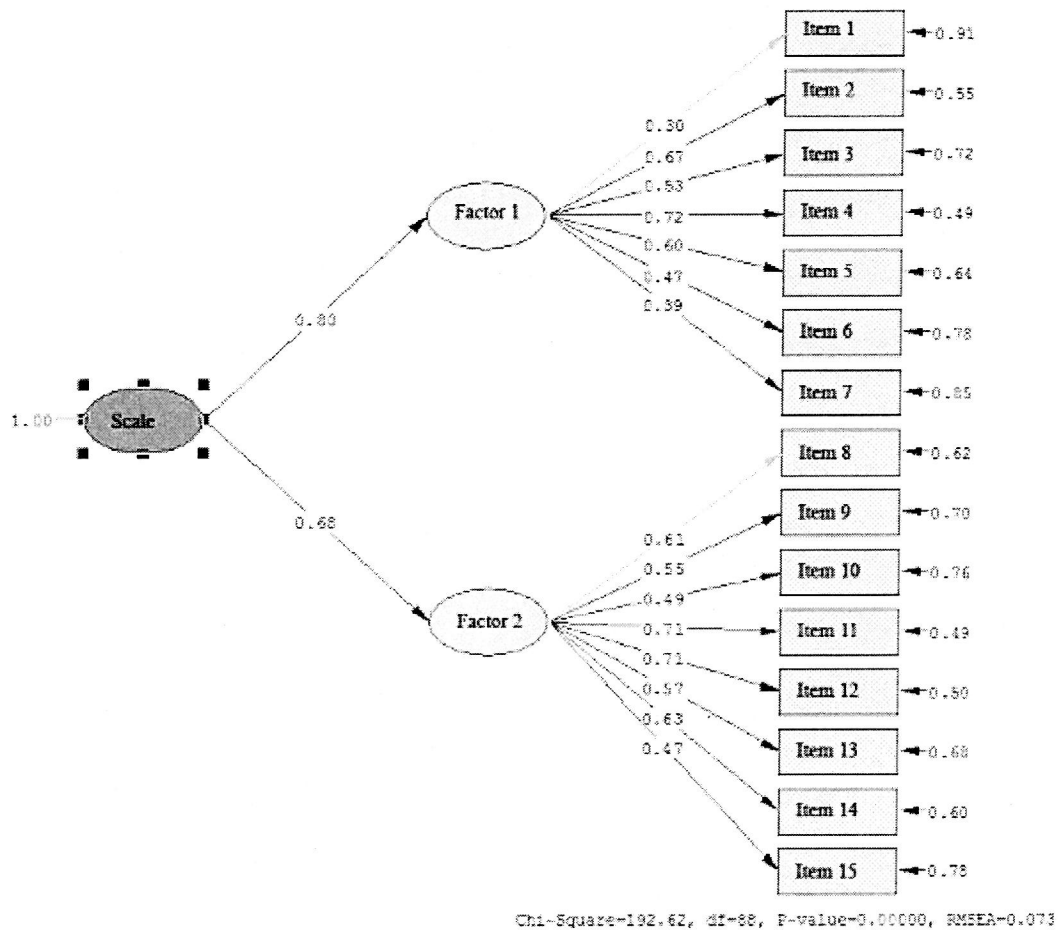 Item 1
0.91
Item 2
0.55
Item 3
0.72
Item 4
0.49
Item 5
0.64
Item 6
0.78
Item 7
0.85
0.30
0.67
0.53
0.72
0.60
0.47
0.39
Factor 1
0.80
1.00
Scale
0.68
Factor 2
0.61
0.55
0.49
0.71
0.71
0.57
0.63
0.47
Item 8
0.62
Item 9
0.70
Item 10
0.76
Item 11
0.49
Item 12
0.50
Item 13
0.68
Item 14
0.60
Item 15
0.78
Chi-Square=192.62, df=88, P-value=0.00000, RMSEA=0.073